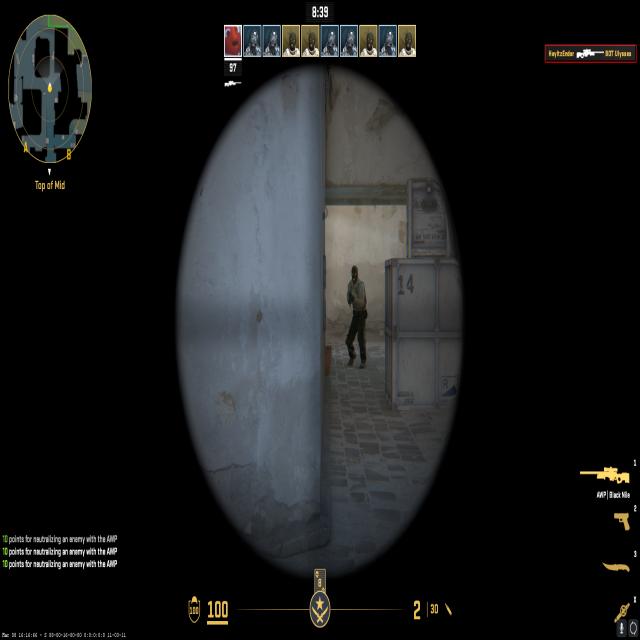 8:39
97
HeyItzEnder BOT Ulysses
A
B
Top of Mid
14
1
AWP | Black Nile
2
3
10 points for neutralizing an enemy with the AWP
10 points for neutralizing an enemy with the AWP
10 points for neutralizing an enemy with the AWP
100 100
2 | 30